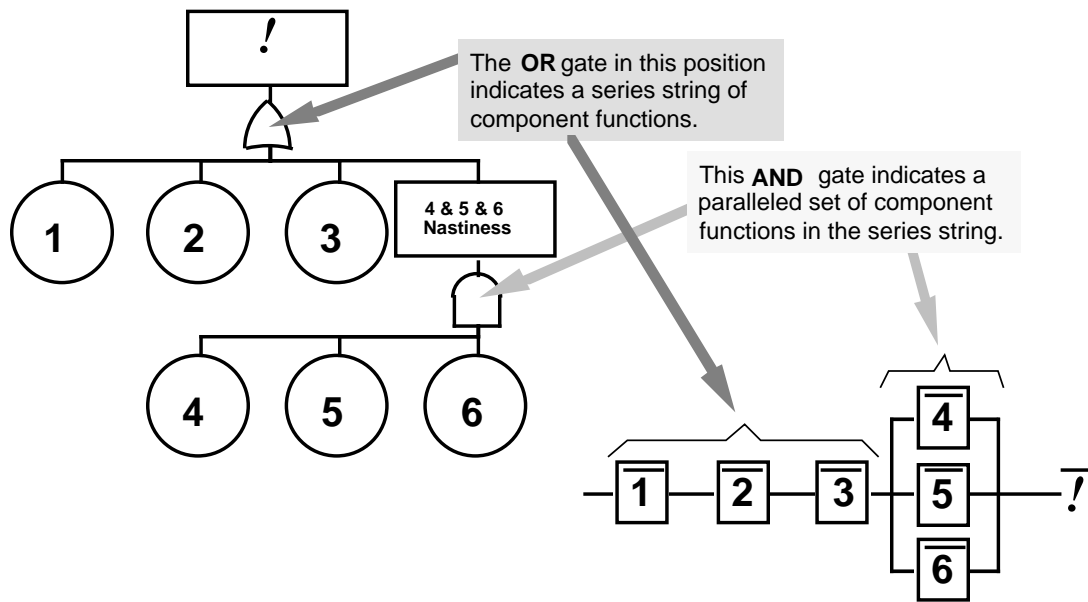 !
The OR gate in this position
indicates a series string of
component functions.
This AND gate indicates a
paralleled set of component
functions in the series string.
1 2 3
4 & 5 & 6
Nastiness
4 5 6
4̅
1̅ 2̅ 3̅ 5̅ !̅
6̅